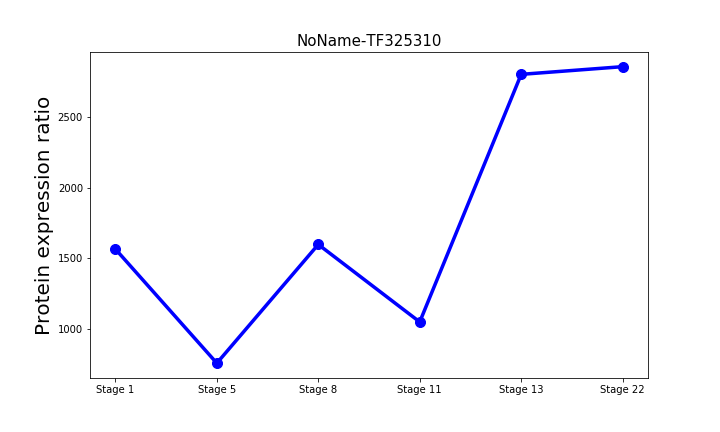 NoName-TF325310
Protein expression ratio
2500
2000
1500
1000
Stage 1
Stage 5
Stage 8
Stage 11
Stage 13
Stage 22